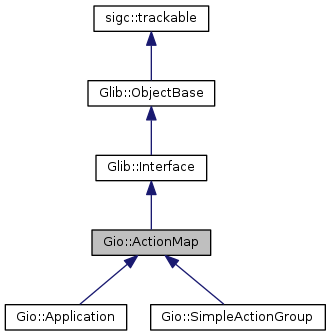 sigc::trackable
Glib::ObjectBase
Glib::Interface
Gio::ActionMap
Gio::Application
Gio::SimpleActionGroup